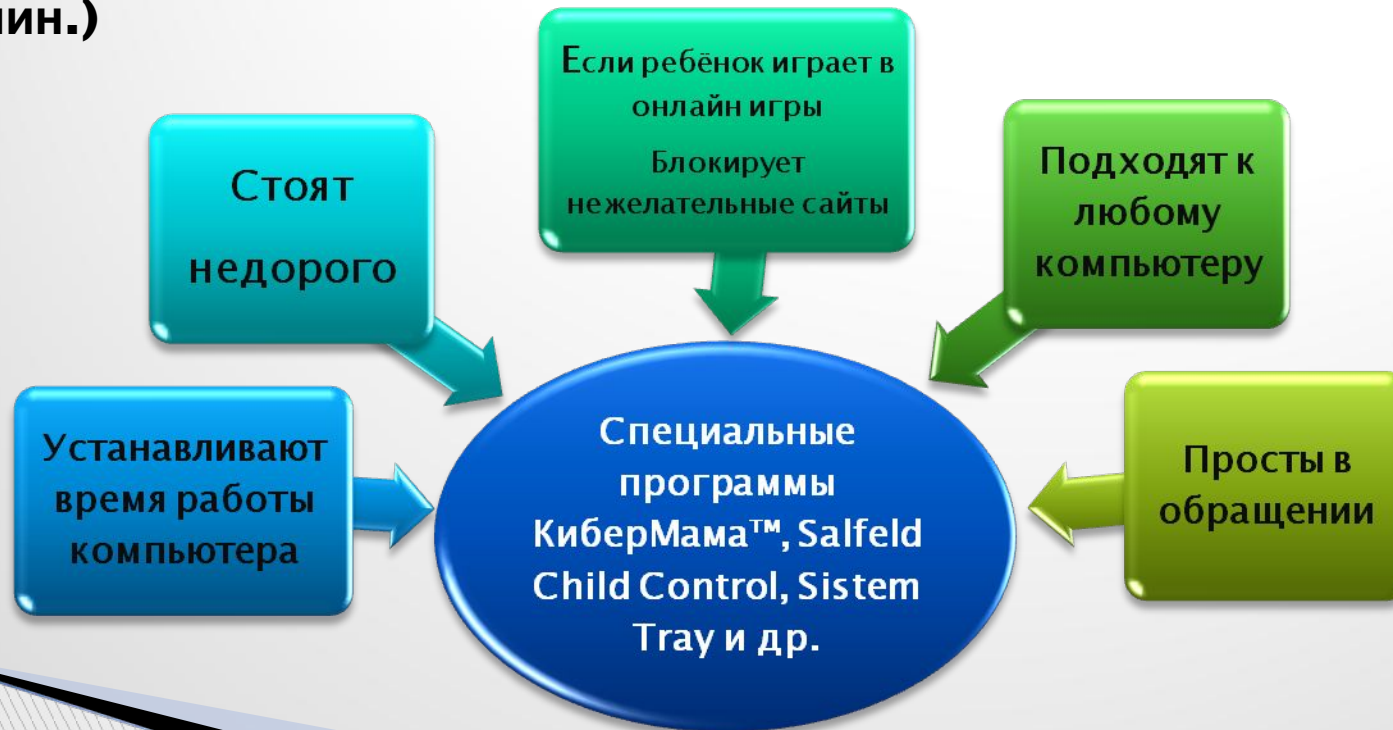 мин.)
Если ребёнок играет в
онлайн игры
Блокирует
нежелательные сайты
Стоят
недорого
Подходят к
любому
компьютеру
Устанавливают
время работы
компьютера
Просты в
обращении
Специальные
программы
КиберМама™, Salfeld
Child Control, Sistem
Tray и др.